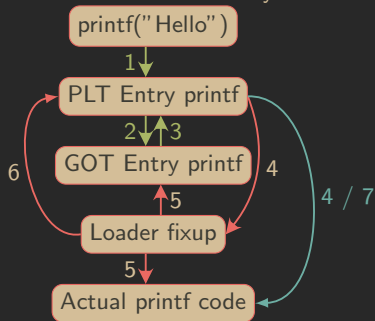 printf("Hello")
1
PLT Entry printf
2 3
GOT Entry printf
4
6
5
4 / 7
Loader fixup
5
Actual printf code